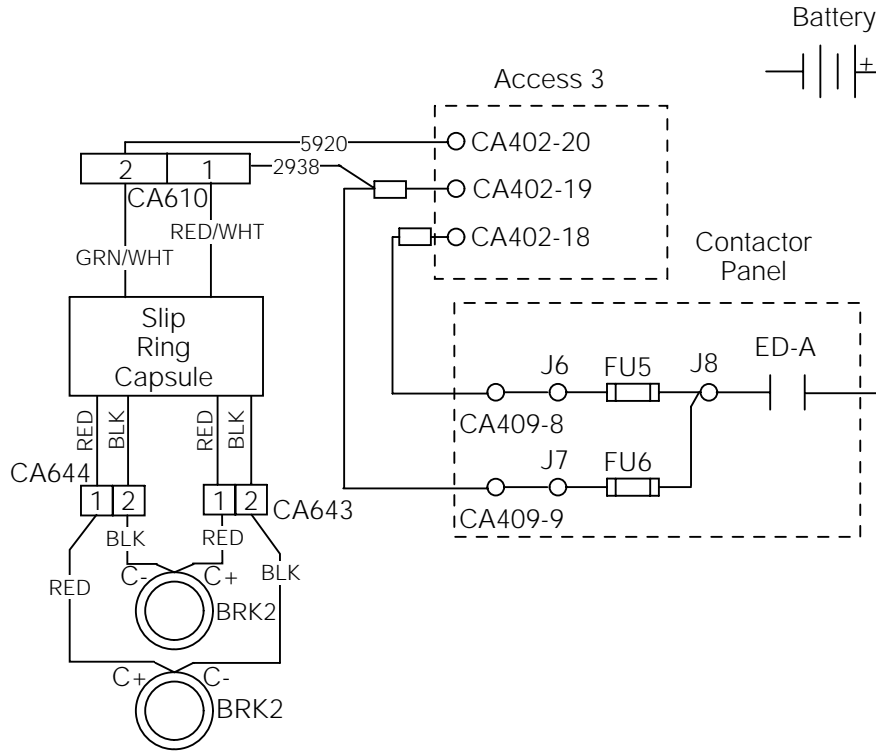 Battery
+
Access 3
5920
CA402-20
2 1
2938
CA610
CA402-19
RED/WHT
CA402-18
GRN/WHT
Contactor
Panel
Slip
Ring
Capsule
ED-A
J6 FU5 J8
CA409-8
RED BLK RED BLK
J7 FU6
CA644
1 2 1 2
CA643
CA409-9
BLK RED
RED C- C+ BLK
BRK2
C+ C-
BRK2